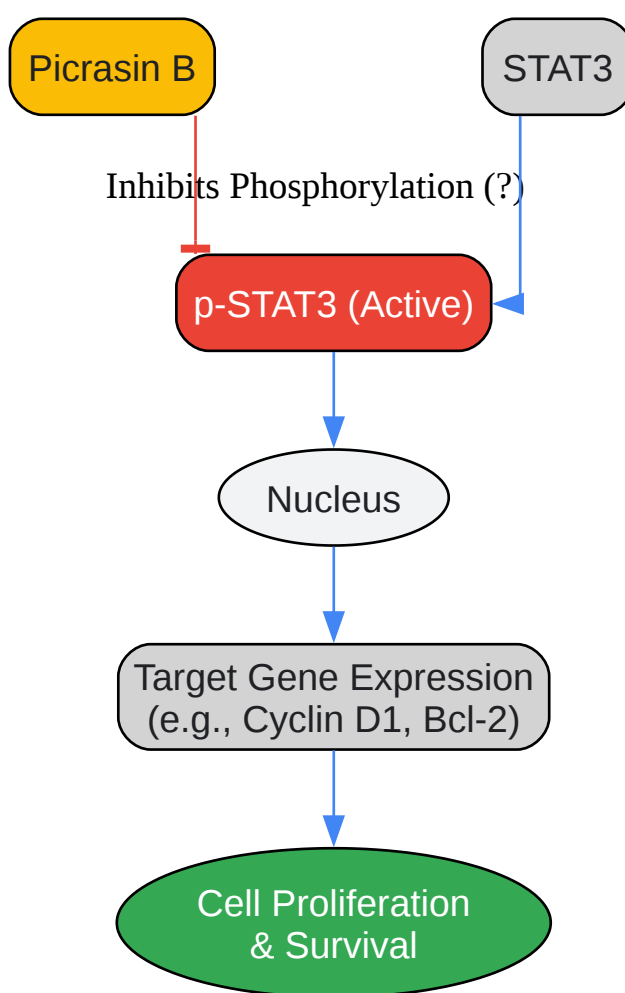 Picrasin B
STAT3
Inhibits Phosphorylation (?)
p-STAT3 (Active)
Nucleus
Target Gene Expression
(e.g., Cyclin D1, Bcl-2)
Cell Proliferation
& Survival